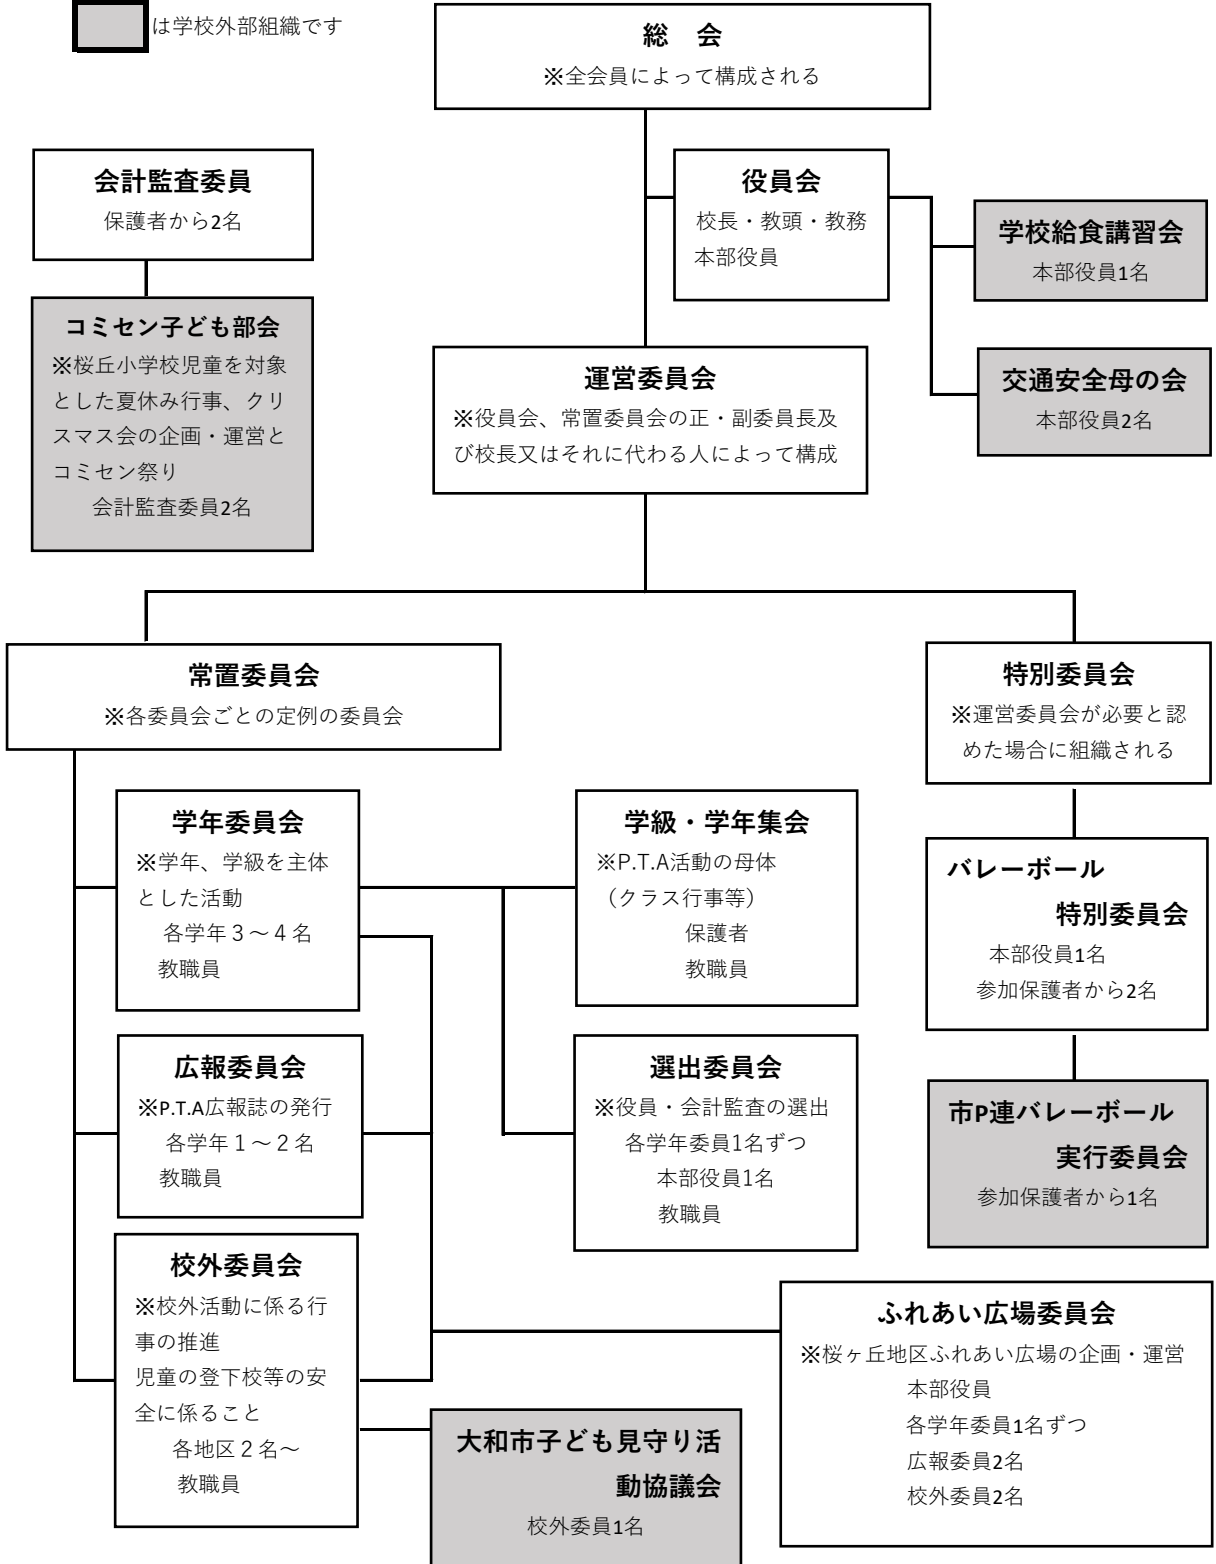 は学校外部組織です
総 会
※全会員によって構成される
会計監査委員
保護者から2名
役員会
校長・教頭・教務
本部役員
学校給食講習会
本部役員1名
コミセン子ども部会
※桜丘小学校児童を対象
とした夏休み行事、クリ
スマス会の企画・運営と
コミセン祭り
会計監査委員2名
運営委員会
※役員会、常置委員会の正・副委員長及
び校長又はそれに代わる人によって構成
交通安全母の会
本部役員2名
常置委員会
※各委員会ごとの定例の委員会
特別委員会
※運営委員会が必要と認
めた場合に組織される
学年委員会
※学年、学級を主体
とした活動
各学年３～４名
教職員
学級・学年集会
※P.T.A活動の母体
（クラス行事等）
保護者
教職員
バレーボール
特別委員会
本部役員1名
参加保護者から2名
広報委員会
※P.T.A広報誌の発行
各学年１～２名
教職員
選出委員会
※役員・会計監査の選出
各学年委員1名ずつ
本部役員1名
教職員
市P連バレーボール
実行委員会
参加保護者から1名
校外委員会
※校外活動に係る行
事の推進
児童の登下校等の安
全に係ること
各地区２名～
教職員
大和市子ども見守り活
動協議会
校外委員1名
ふれあい広場委員会
※桜ヶ丘地区ふれあい広場の企画・運営
本部役員
各学年委員1名ずつ
広報委員2名
校外委員2名